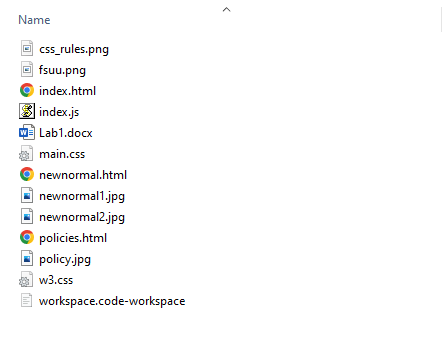 Name
css_rules.png
fsuu.png
index.html
index.js
Lab1.docx
main.css
newnormal.html
newnormal1.jpg
newnormal2.jpg
policies.html
policy.jpg
w3.css
workspace.code-workspace